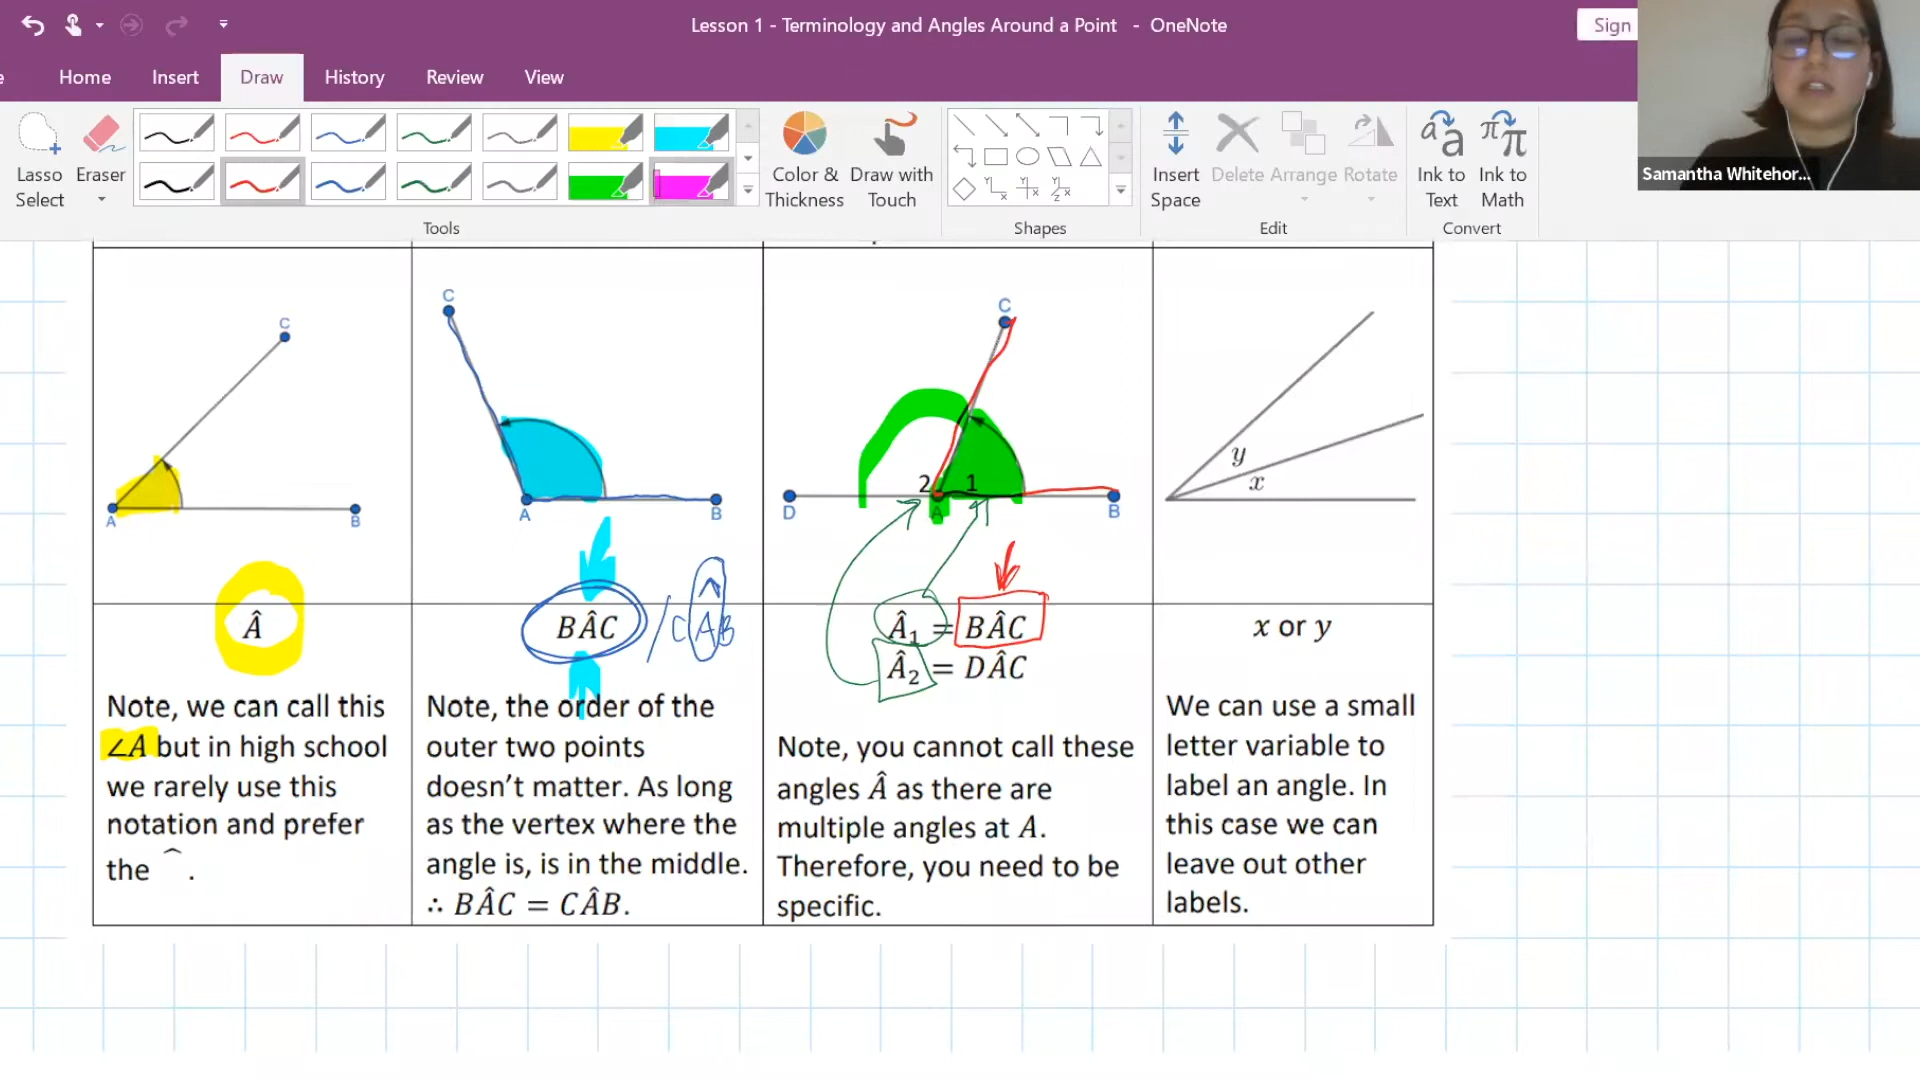 Lesson 1 - Terminology and Angles Around a Point - OneNote
Sign
Home Insert Draw History Review View
Lasso Select
Eraser
Color & Thickness
Draw with Touch
Insert Space
Delete
Arrange
Rotate
Ink to Text
Ink to Math
Tools
Shapes
Edit
Convert
Samantha Whitehor...
C
A
B
C
A
B
C
2 1
D
A
B
y
x
Â
BÂC / CÂB
Â₁ = BÂC
Â₂ = DÂC
x or y
Note, we can call this
∠A but in high school
we rarely use this
notation and prefer
the ⌢ .
Note, the order of the
outer two points
doesn’t matter. As long
as the vertex where the
angle is, is in the middle.
∴ BÂC = CÂB.
Note, you cannot call these
angles Â as there are
multiple angles at A.
Therefore, you need to be
specific.
We can use a small
letter variable to
label an angle. In
this case we can
leave out other
labels.